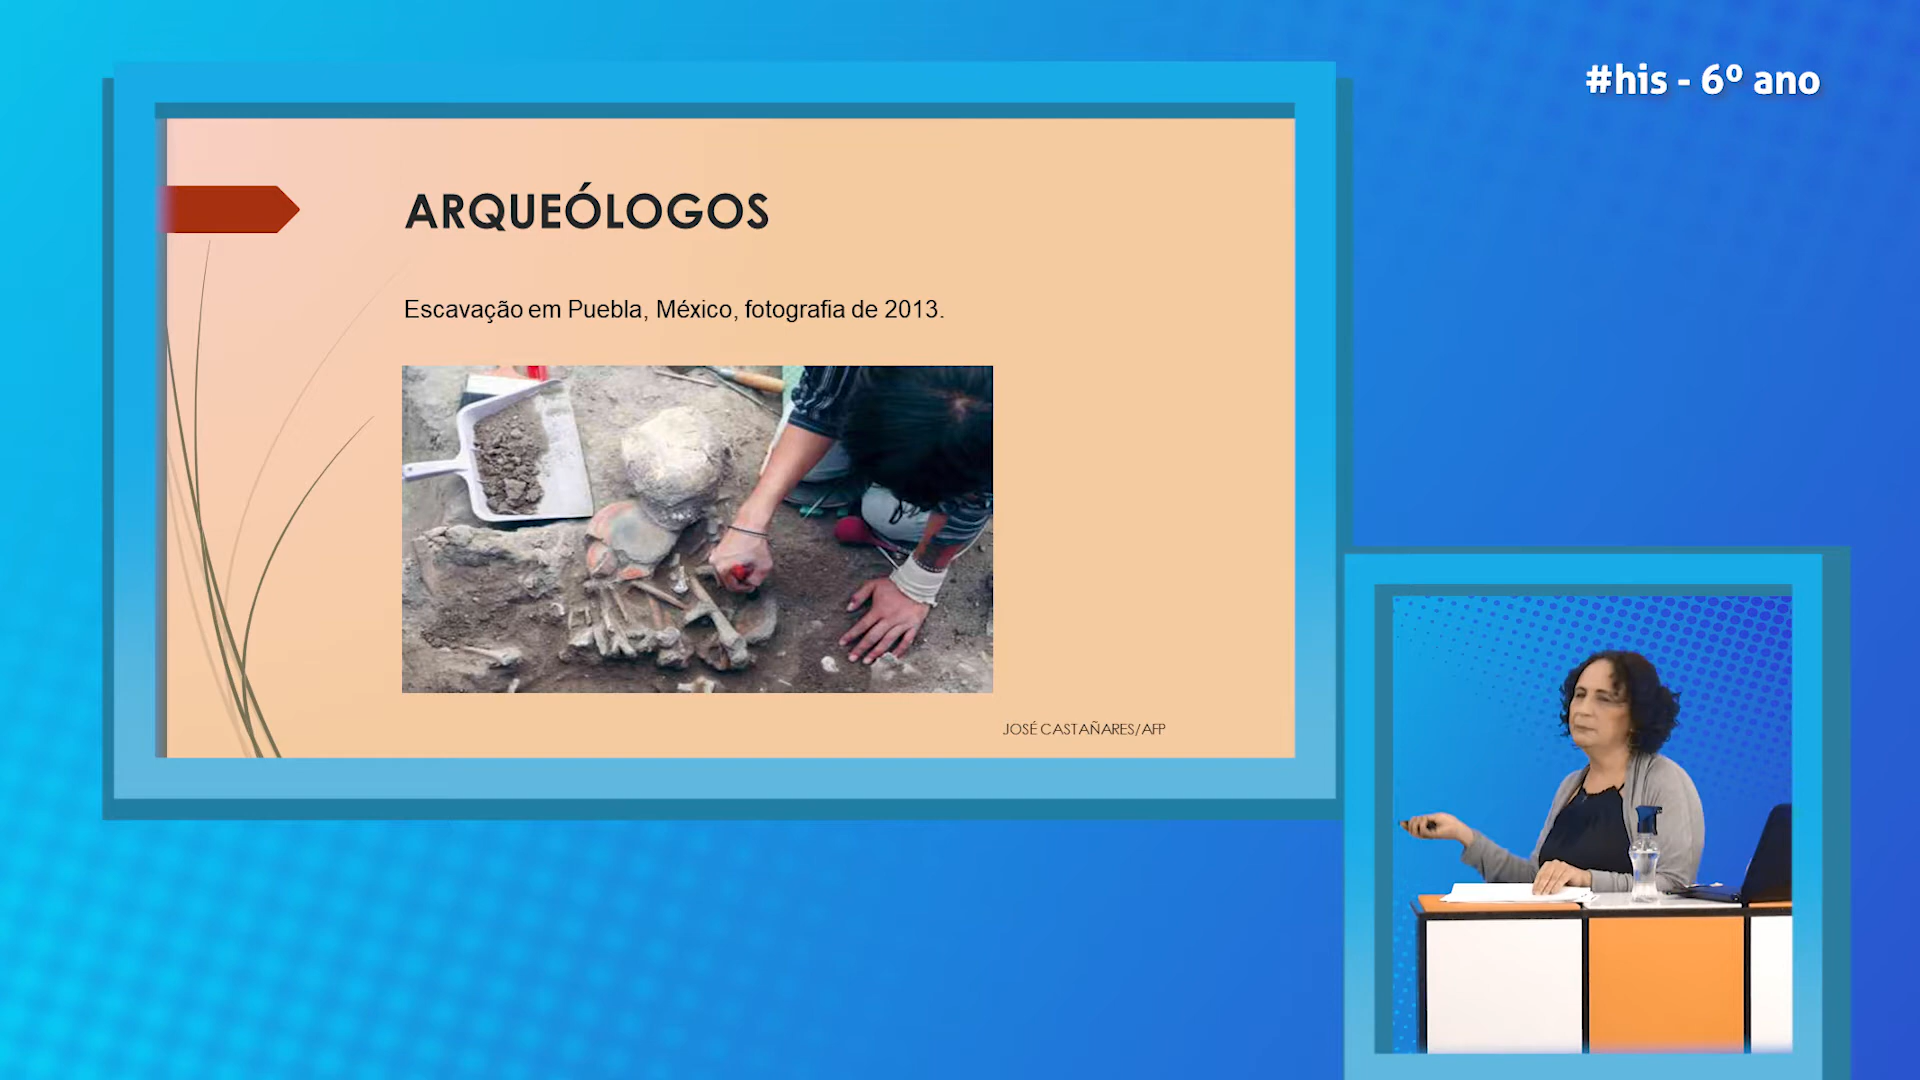 #his - 6º ano
ARQUEÓLOGOS
Escavação em Puebla, México, fotografia de 2013.
JOSÉ CASTAÑARES/AFP